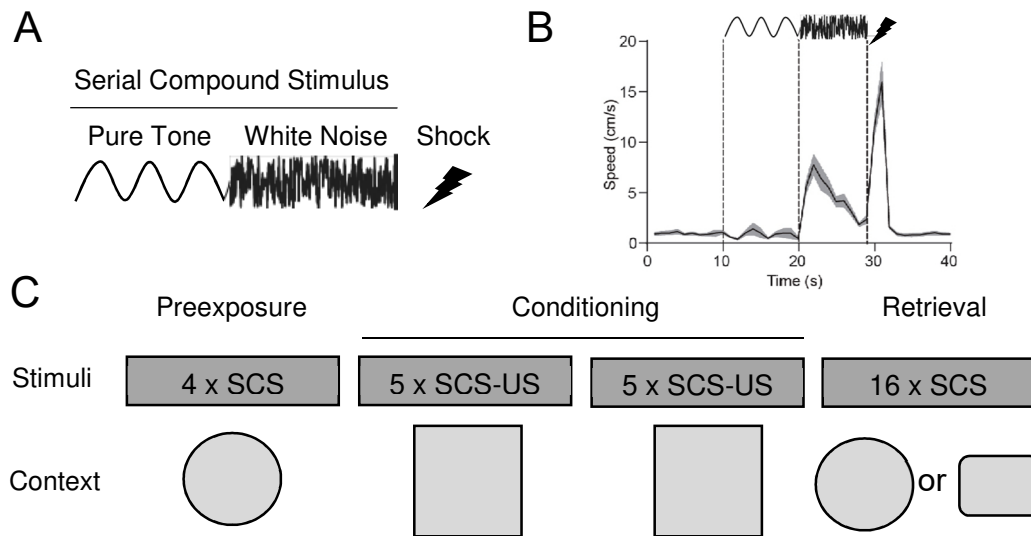 A
Serial Compound Stimulus
Pure Tone White Noise Shock
B
20
15
10
5
0
Speed (cm/s)
0 10 20 30 40
Time (s)
C
Preexposure Conditioning Retrieval
Stimuli 4 x SCS 5 x SCS-US 5 x SCS-US 16 x SCS
Context or